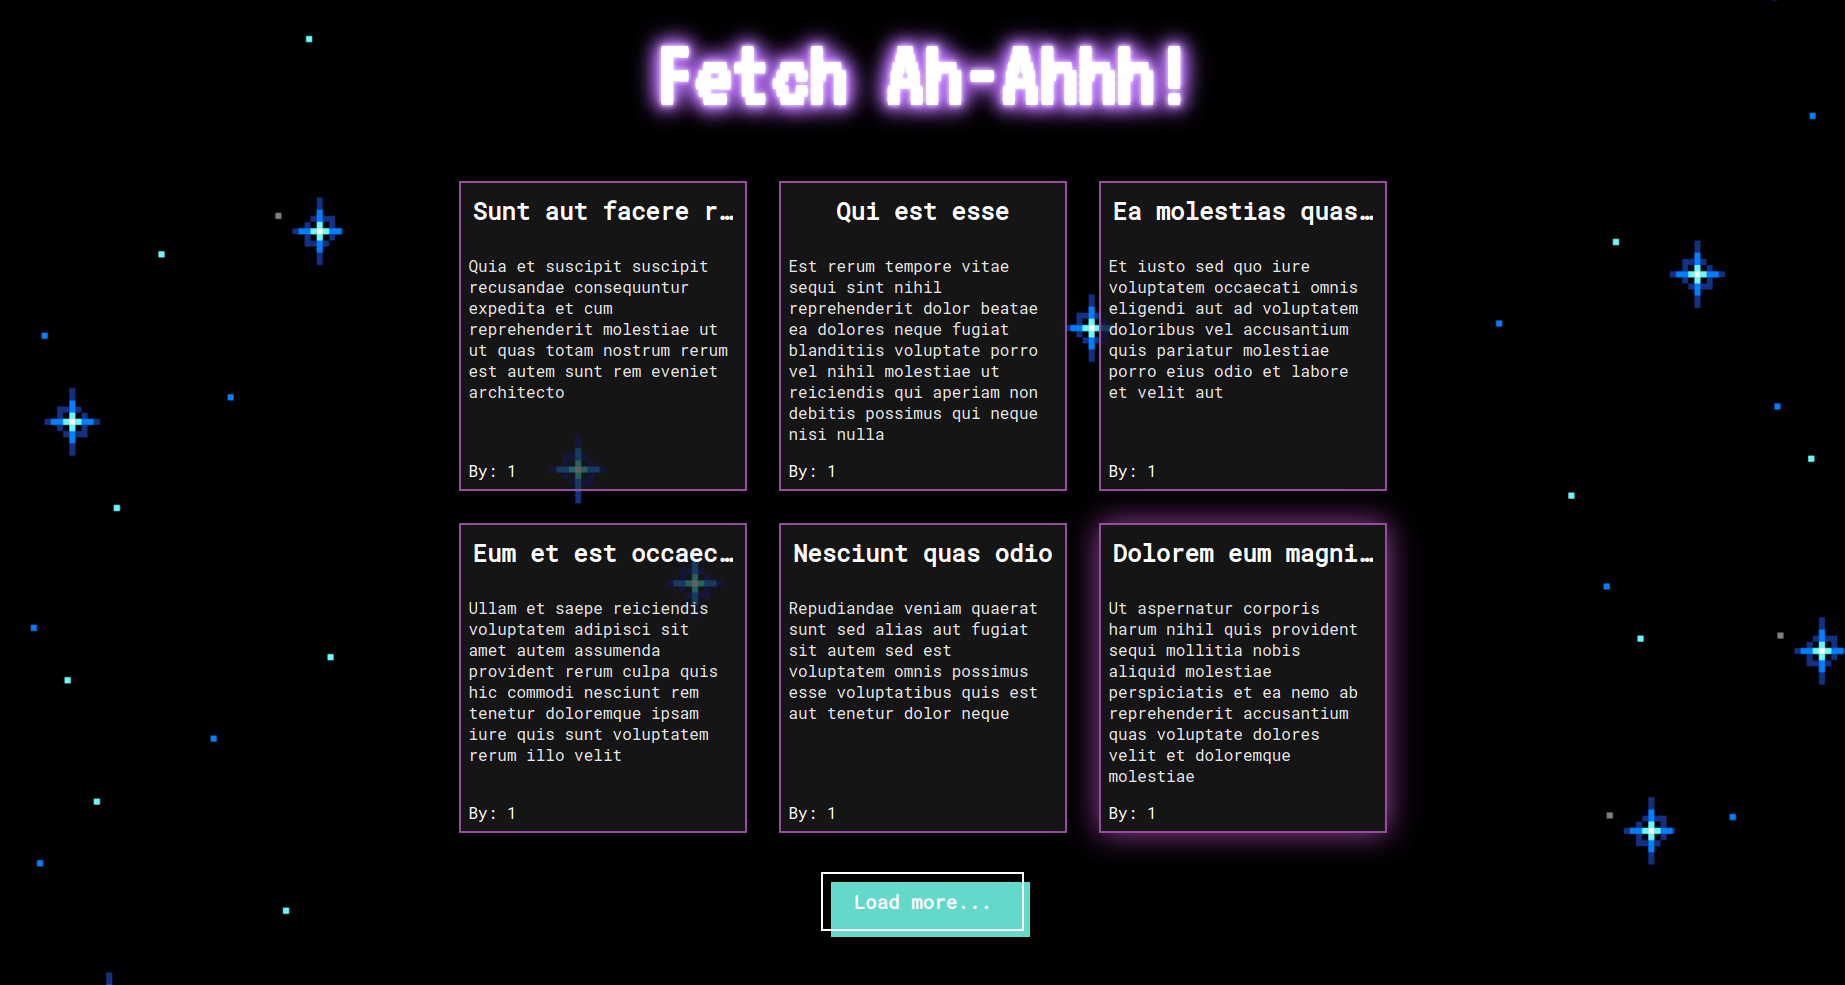 Fetch Ah-Ahhh!
Sunt aut facere r…
Quia et suscipit suscipit
recusandae consequuntur
expedita et cum
reprehenderit molestiae ut
ut quas totam nostrum rerum
est autem sunt rem eveniet
architecto
By: 1
Qui est esse
Est rerum tempore vitae
sequi sint nihil
reprehenderit dolor beatae
ea dolores neque fugiat
blanditiis voluptate porro
vel nihil molestiae ut
reiciendis qui aperiam non
debitis possimus qui neque
nisi nulla
By: 1
Ea molestias quas…
Et iusto sed quo iure
voluptatem occaecati omnis
eligendi aut ad voluptatem
doloribus vel accusantium
quis pariatur molestiae
porro eius odio et labore
et velit aut
By: 1
Eum et est occaec…
Ullam et saepe reiciendis
voluptatem adipisci sit
amet autem assumenda
provident rerum culpa quis
hic commodi nesciunt rem
tenetur doloremque ipsam
iure quis sunt voluptatem
rerum illo velit
By: 1
Nesciunt quas odio
Repudiandae veniam quaerat
sunt sed alias aut fugiat
sit autem sed est
voluptatem omnis possimus
esse voluptatibus quis est
aut tenetur dolor neque
By: 1
Dolorem eum magni…
Ut aspernatur corporis
harum nihil quis provident
sequi mollitia nobis
aliquid molestiae
perspiciatis et ea nemo ab
reprehenderit accusantium
quas voluptate dolores
velit et doloremque
molestiae
By: 1
Load more...